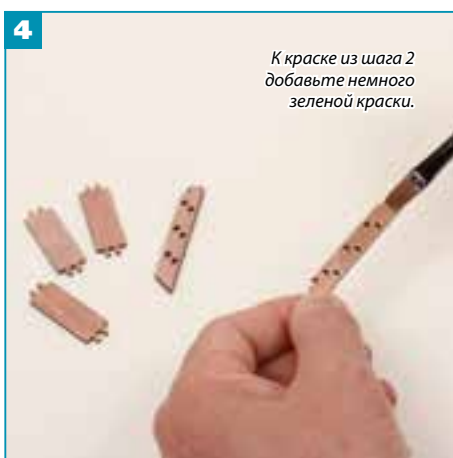 4
К краске из шага 2
добавьте немного
зеленой краски.